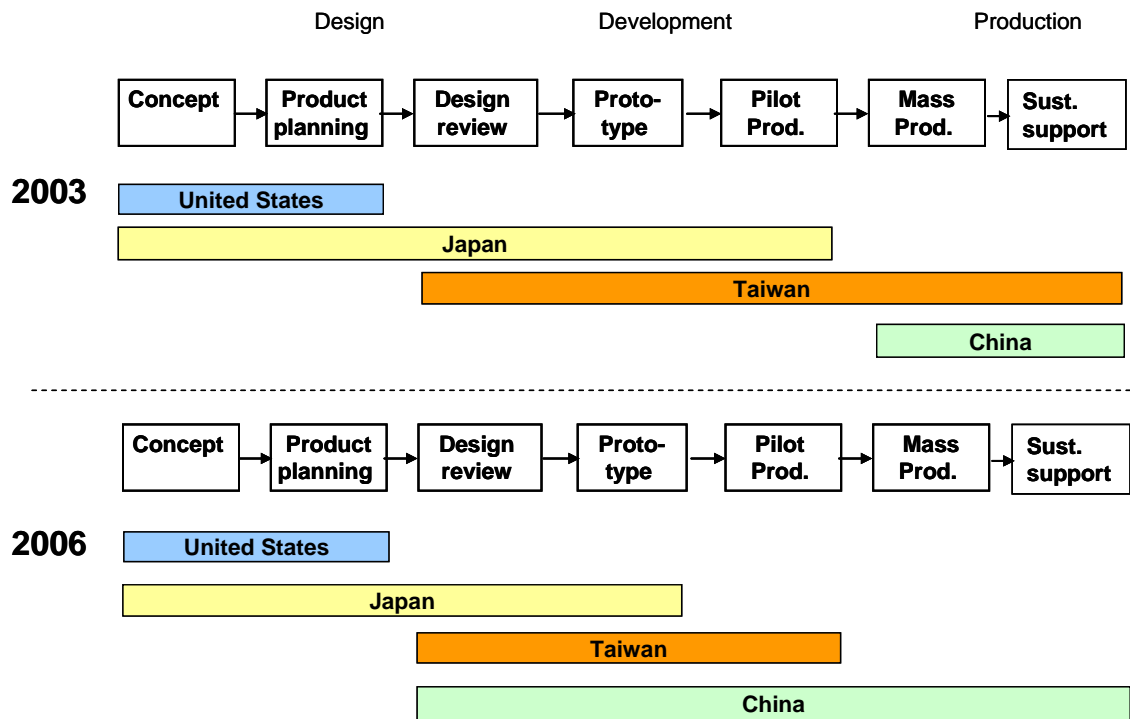 Design Development Production
Concept Product planning Design review Proto-type Pilot Prod. Mass Prod. Sust. support
2003
United States
Japan
Taiwan
China
Concept Product planning Design review Proto-type Pilot Prod. Mass Prod. Sust. support
2006
United States
Japan
Taiwan
China